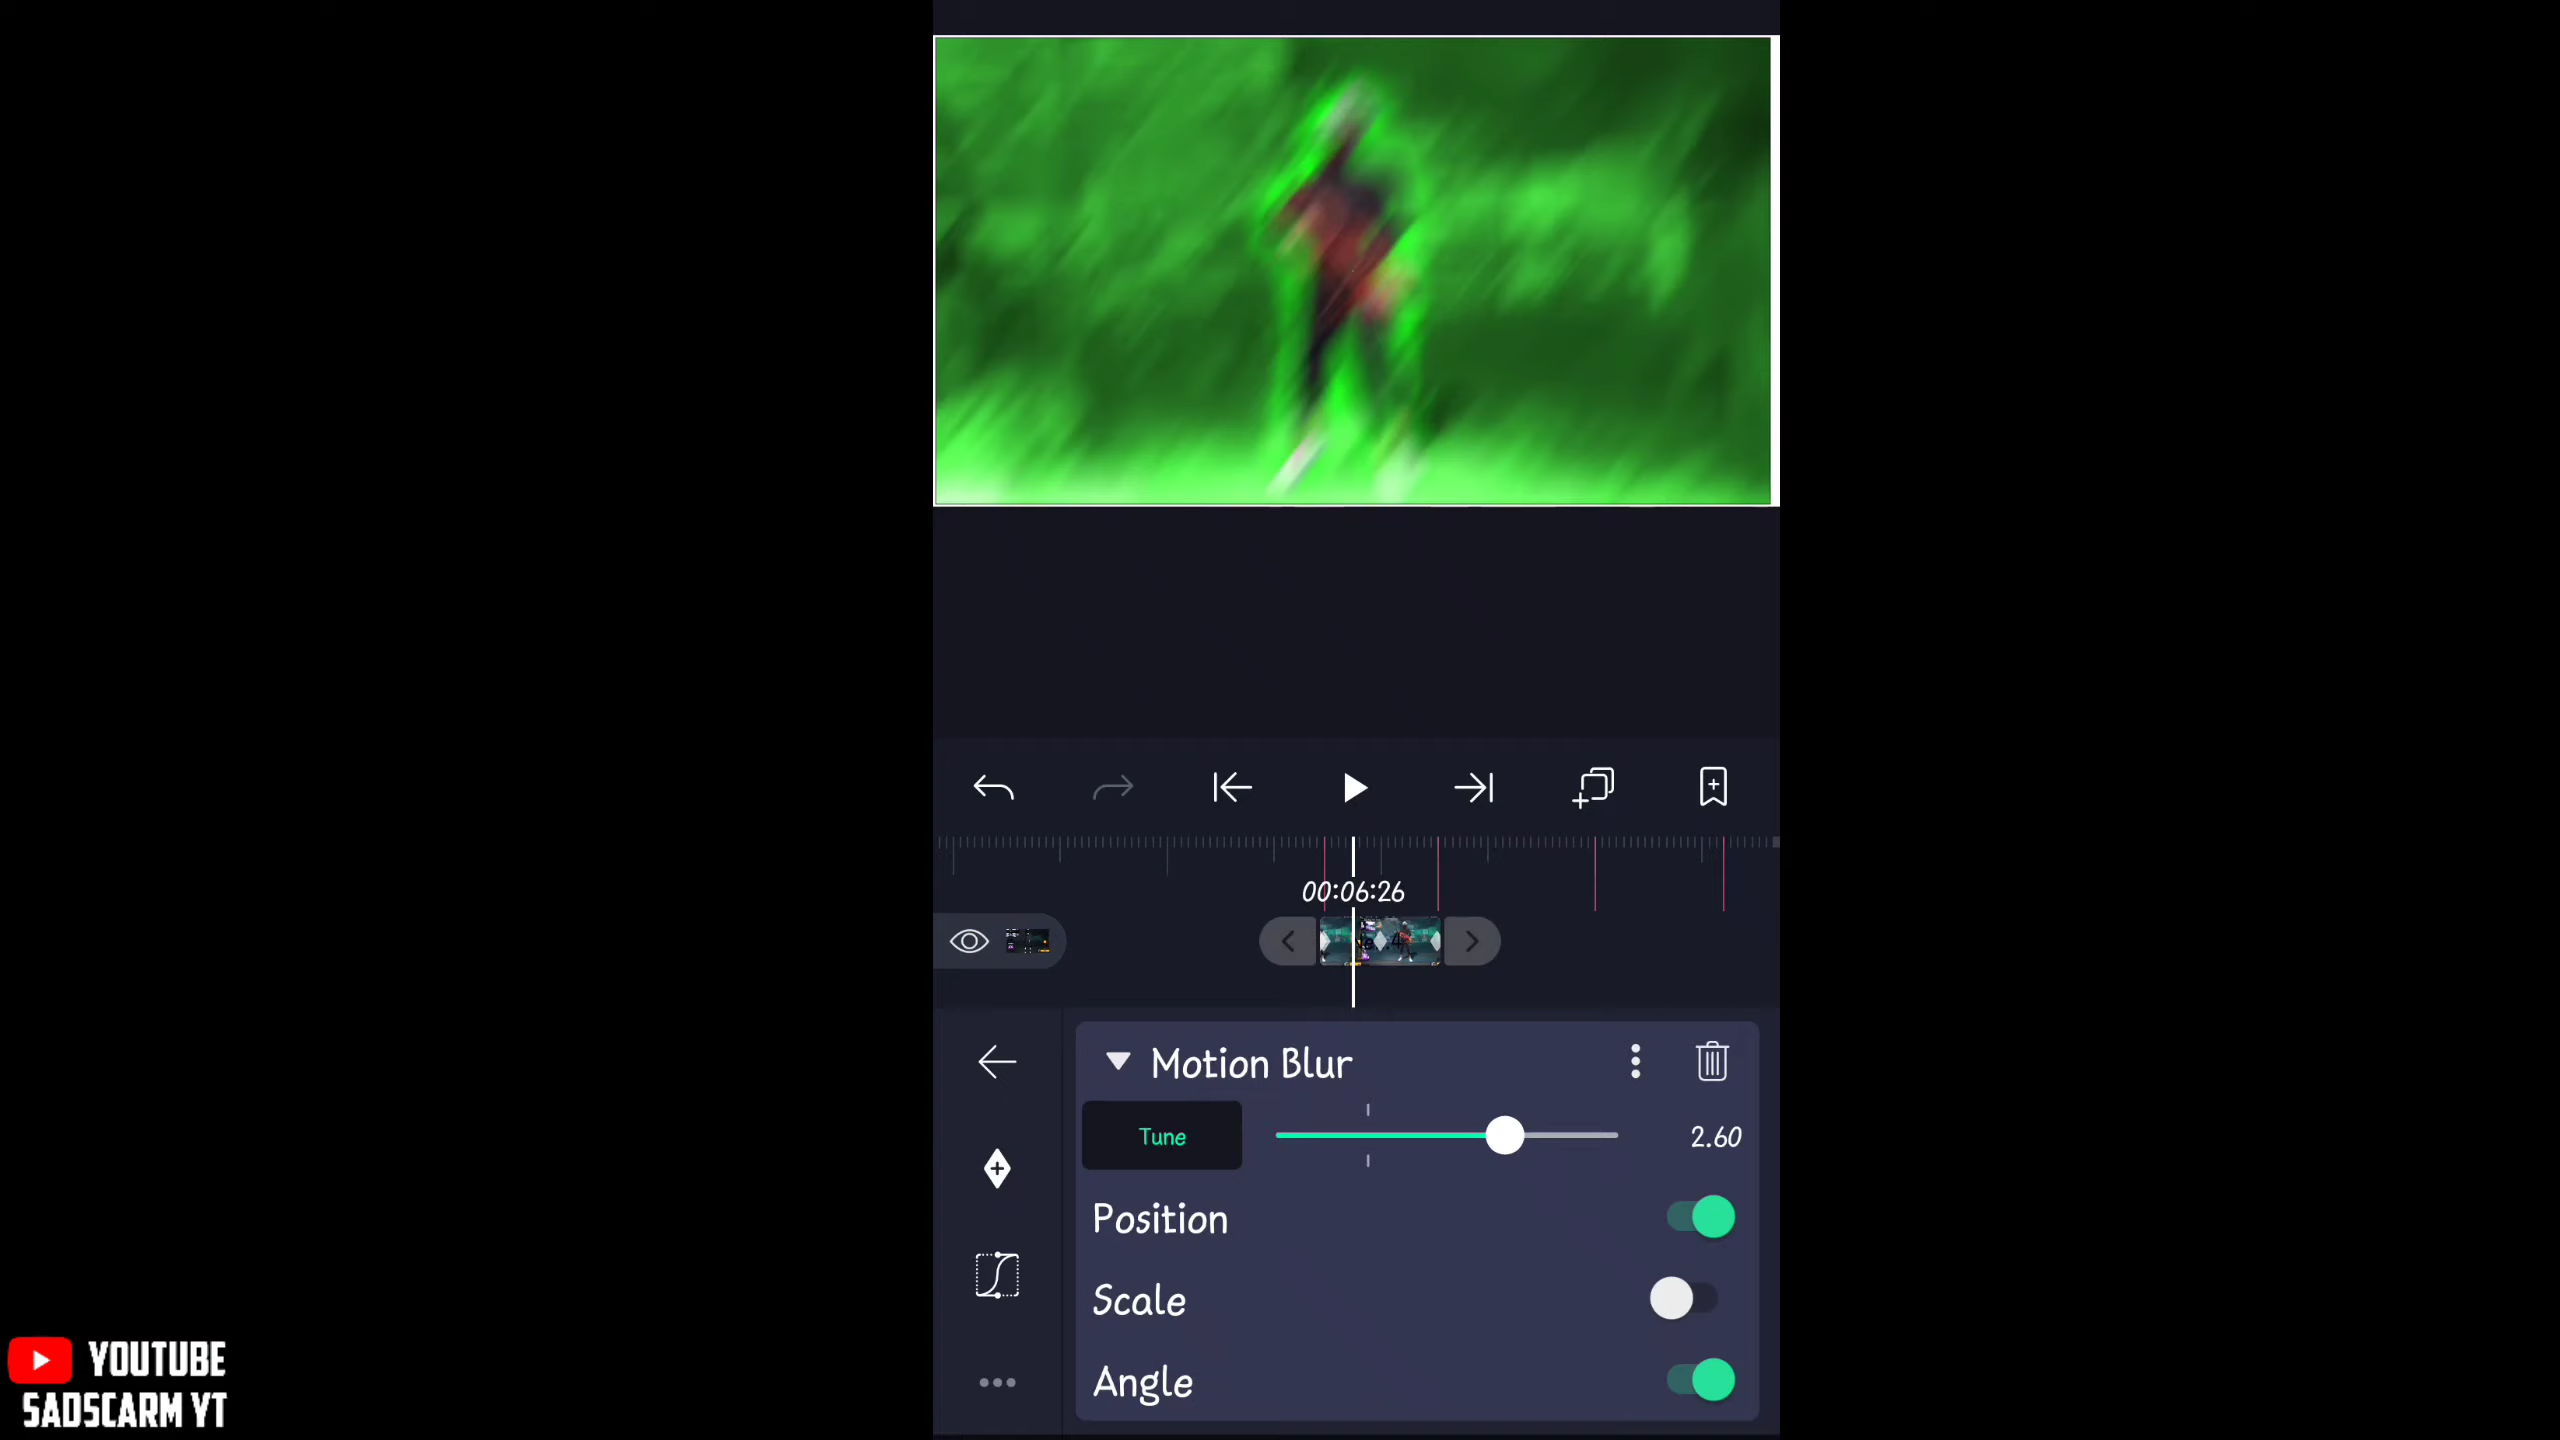 00:06:26
Motion Blur
Tune
2.60
Position
Scale
Angle
YOUTUBE
SADSCARM YT